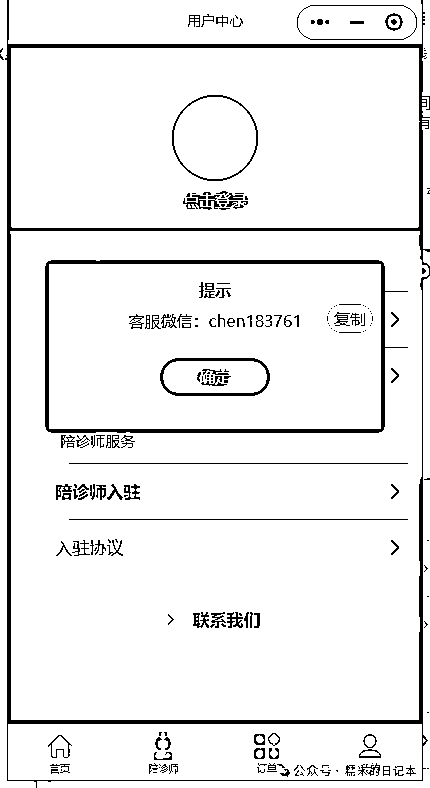 用户中心
点击登录
提示
客服微信：chen183761
复制
确定
陪诊师服务
陪诊师入驻
入驻协议
联系我们
首页
陪诊师
订单
我的
公众号·糯米的日记本